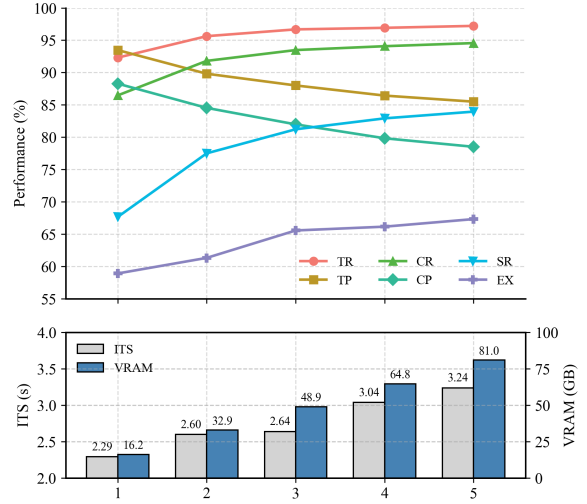 100
95
90
85
80
75
70
65
60
55
Performance (%)
TR CR SR
TP CP EX
4.0
3.5
3.0
2.5
2.0
ITS (s)
ITS
VRAM
2.29 16.2 2.60 32.9 2.64 48.9 3.04 64.8 3.24 81.0
100
75
50
25
0
VRAM (GB)
1 2 3 4 5